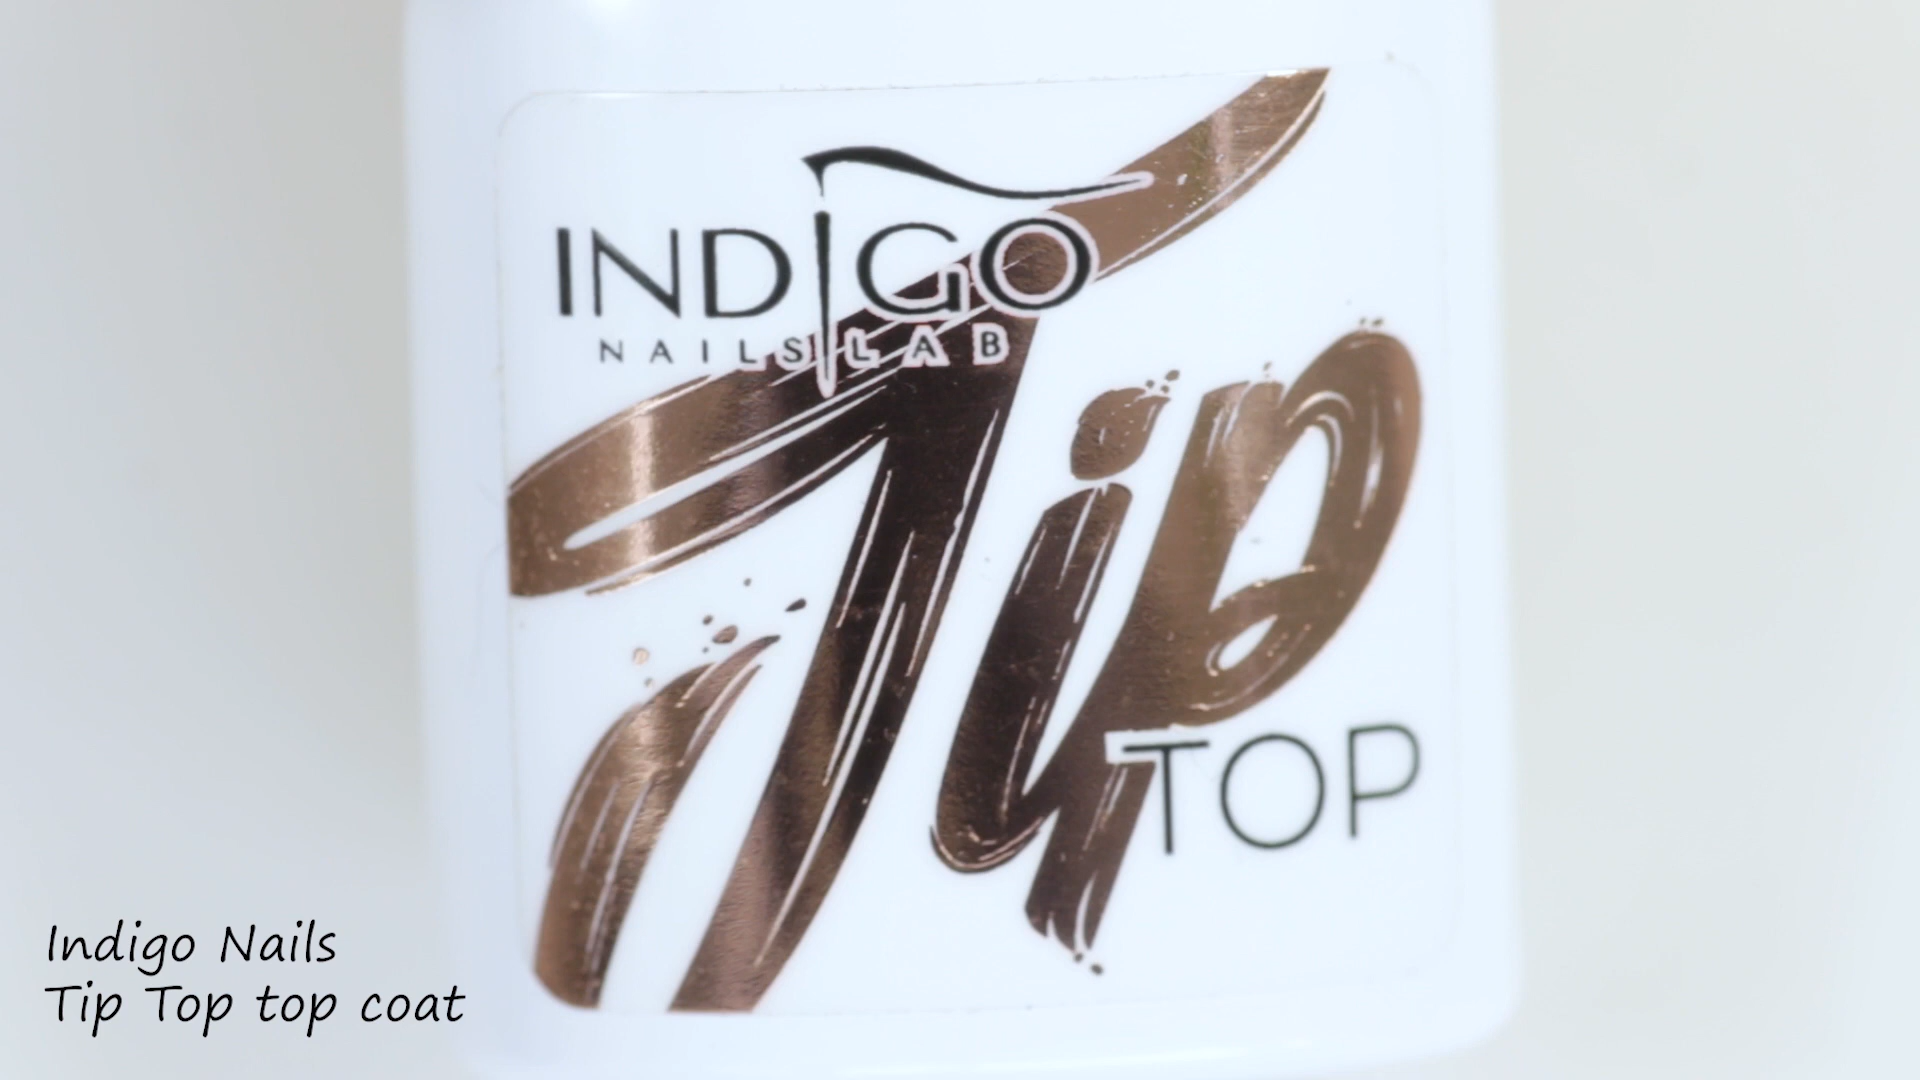 INDIGO
NAILS LAB
Tip
TOP
Indigo Nails
Tip Top top coat